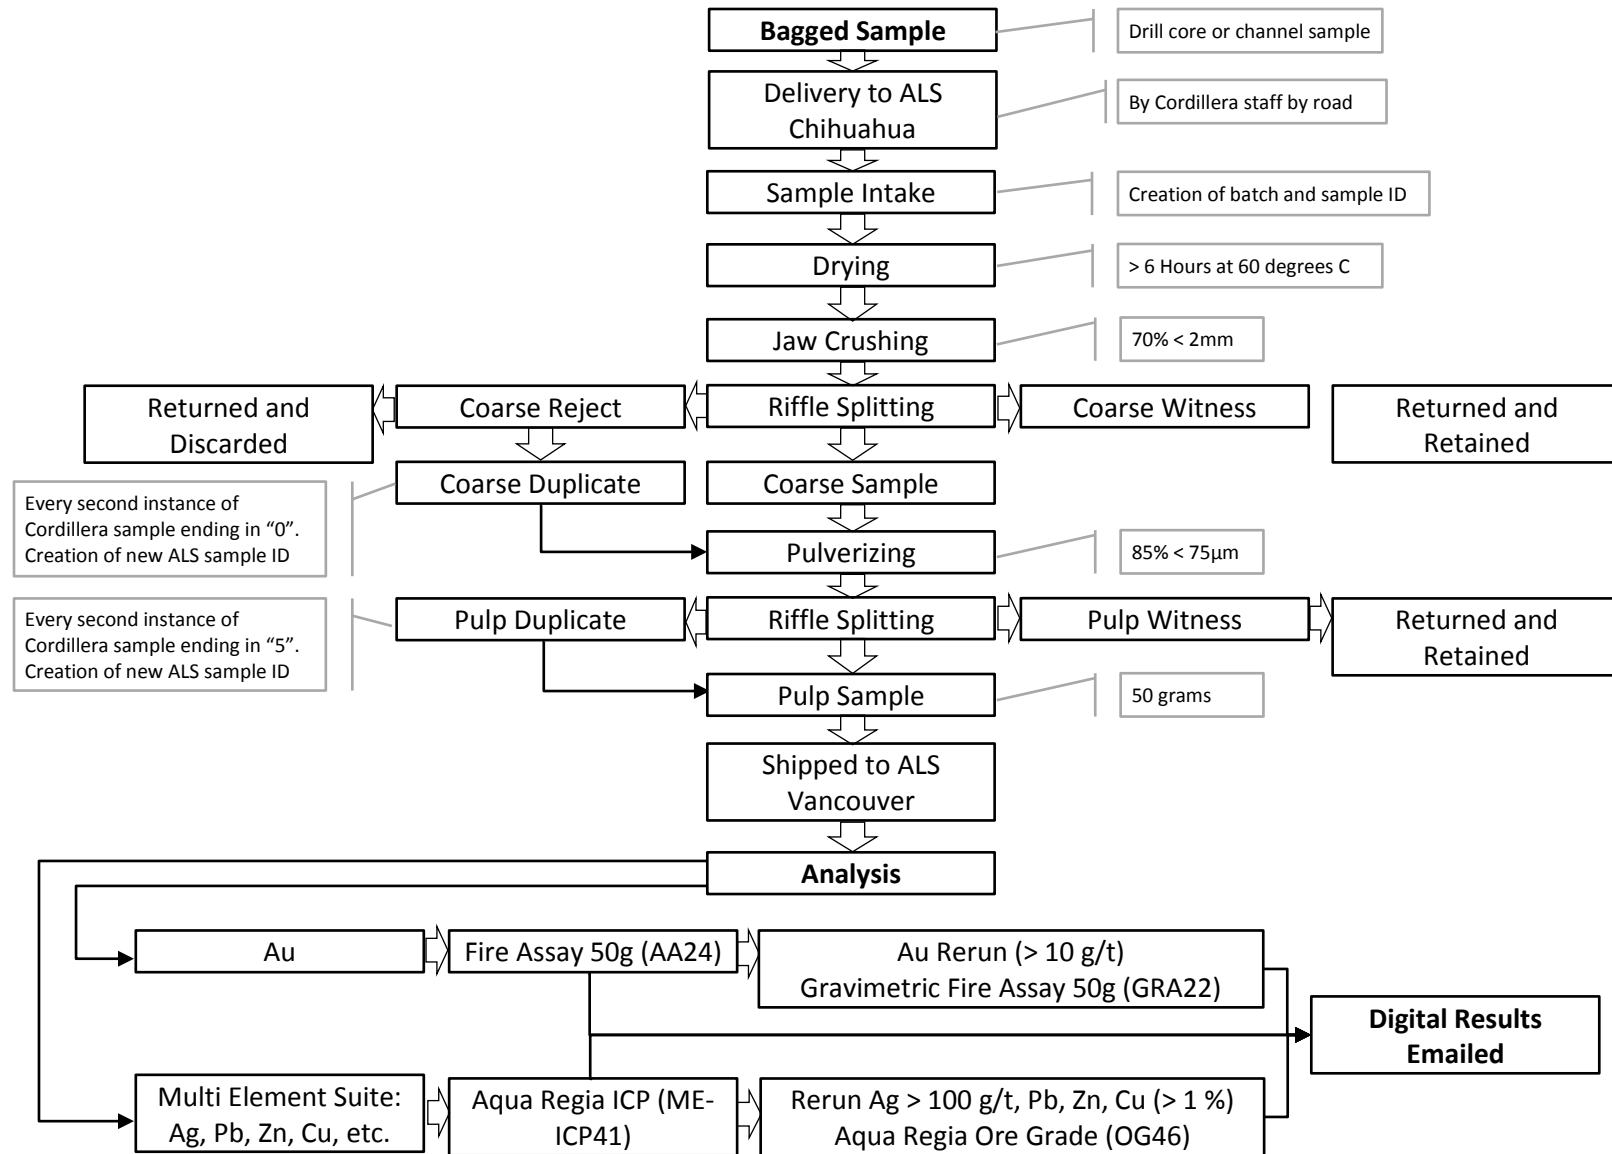 Bagged Sample
Drill core or channel sample
Delivery to ALS
Chihuahua
By Cordillera staff by road
Sample Intake
Creation of batch and sample ID
Drying
> 6 Hours at 60 degrees C
Jaw Crushing
70% < 2mm
Returned and
Discarded
Coarse Reject
Riffle Splitting
Coarse Witness
Returned and
Retained
Every second instance of
Cordillera sample ending in “0”.
Creation of new ALS sample ID
Coarse Duplicate
Coarse Sample
Pulverizing
85% < 75µm
Every second instance of
Cordillera sample ending in “5”.
Creation of new ALS sample ID
Pulp Duplicate
Riffle Splitting
Pulp Witness
Returned and
Retained
Pulp Sample
50 grams
Shipped to ALS
Vancouver
Analysis
Au
Fire Assay 50g (AA24)
Au Rerun (> 10 g/t)
Gravimetric Fire Assay 50g (GRA22)
Digital Results
Emailed
Multi Element Suite:
Ag, Pb, Zn, Cu, etc.
Aqua Regia ICP (ME-
ICP41)
Rerun Ag > 100 g/t, Pb, Zn, Cu (> 1 %)
Aqua Regia Ore Grade (OG46)